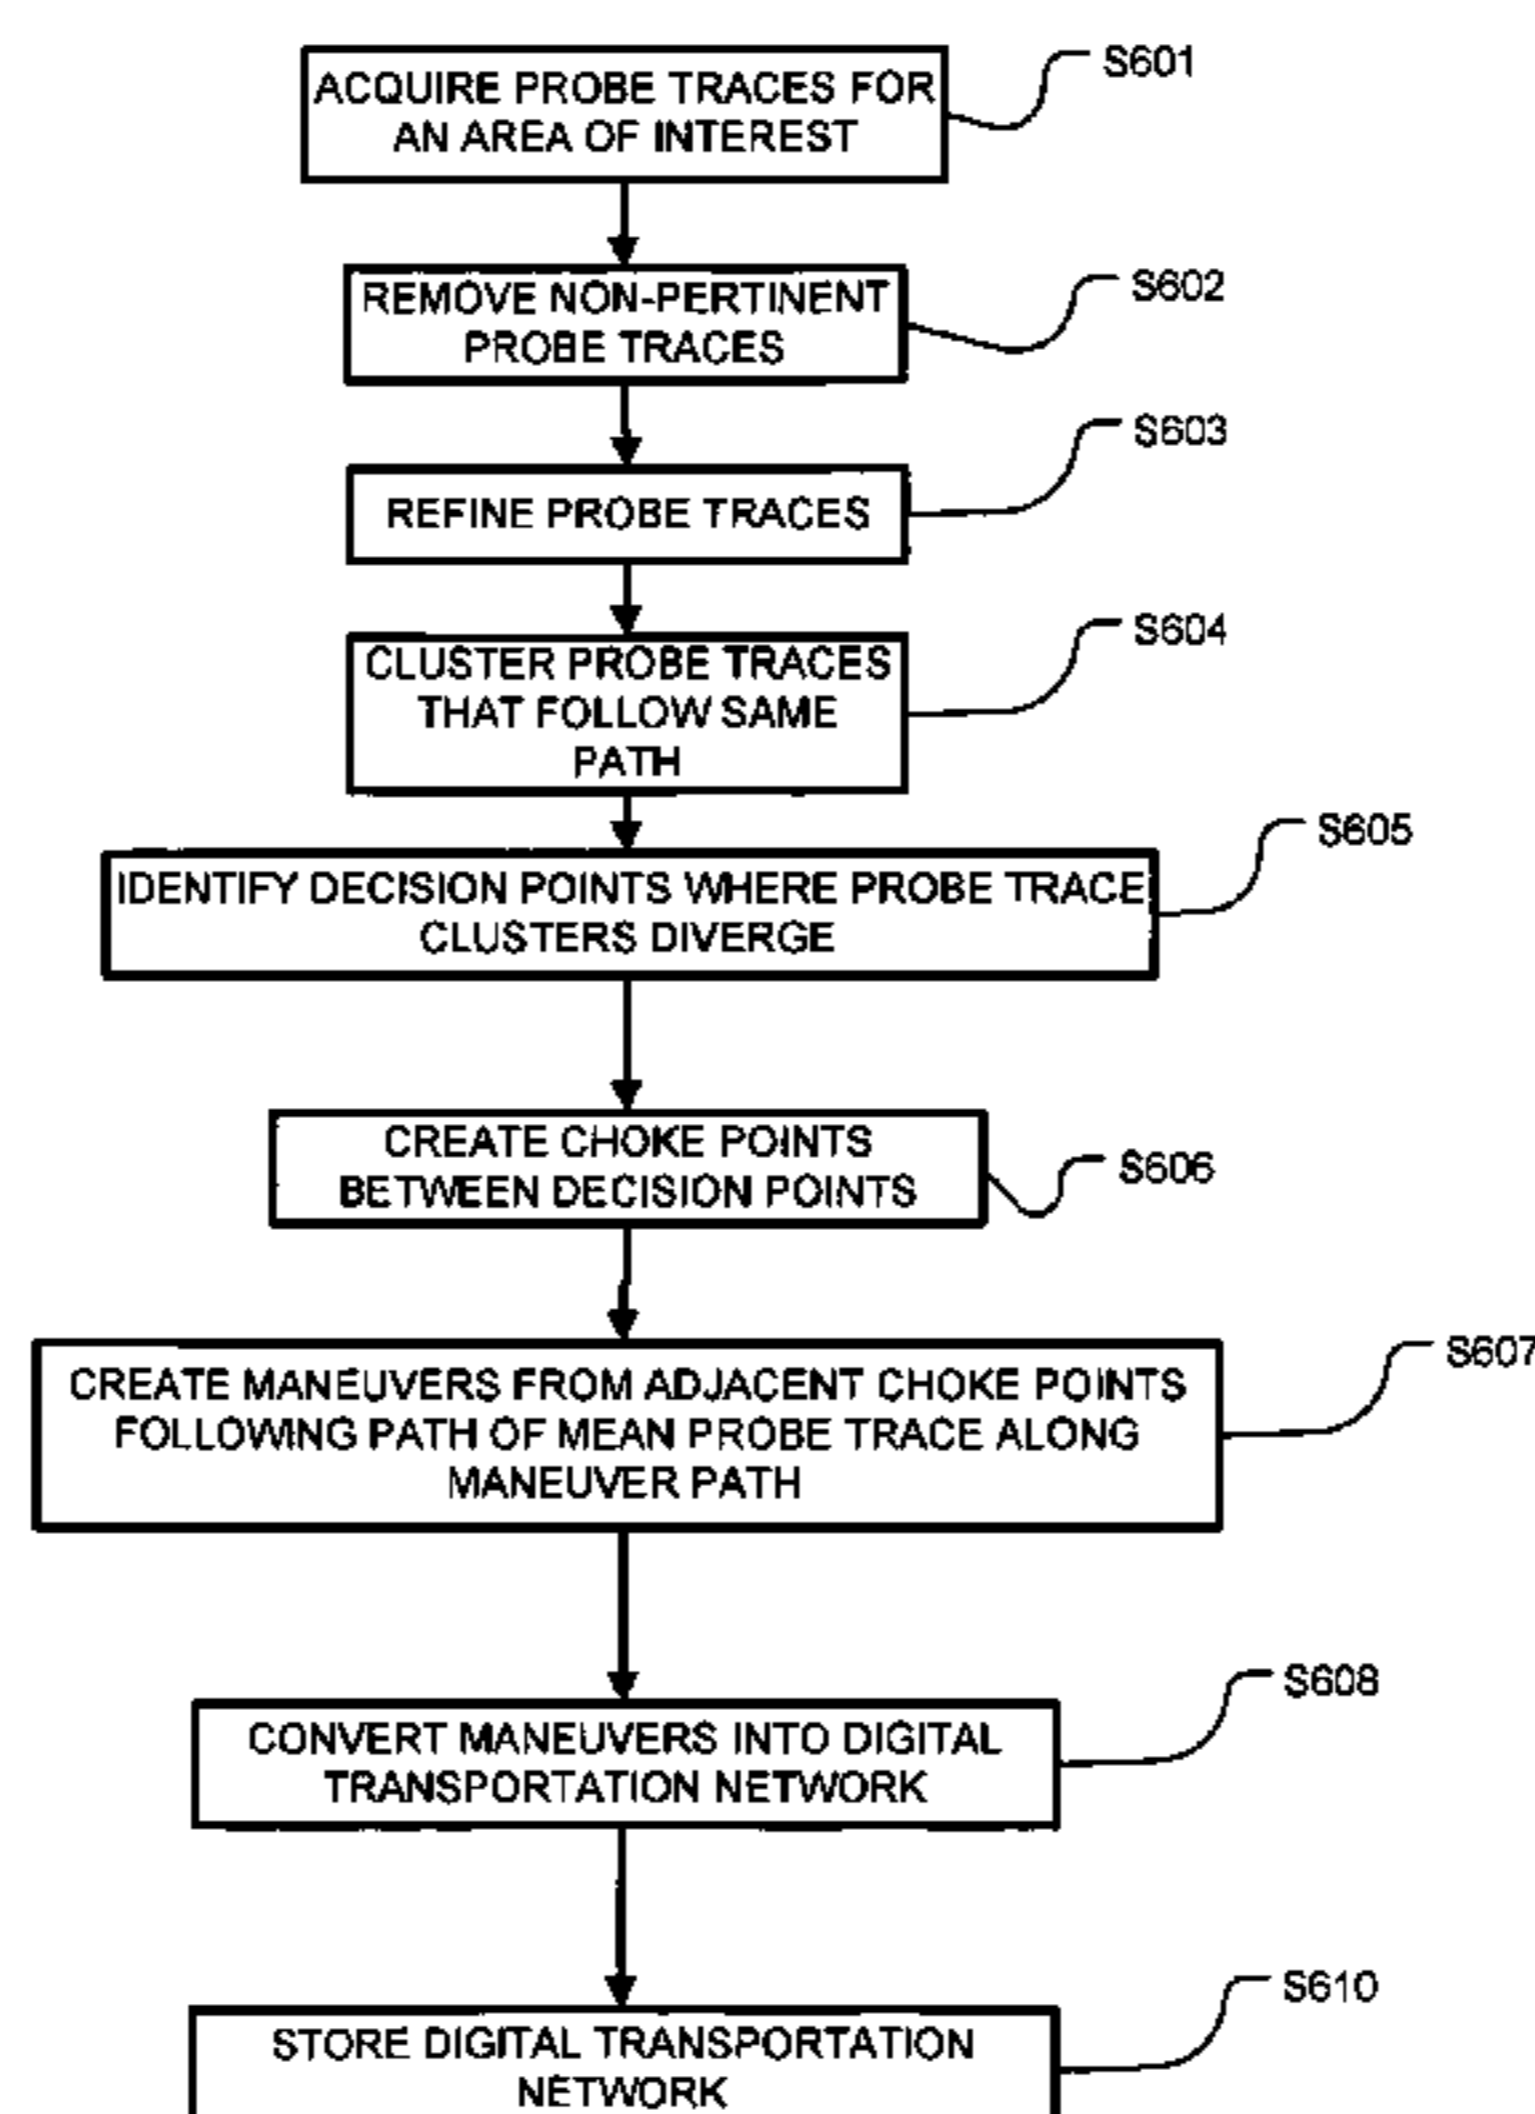 ACQUIRE PROBE TRACES FOR
AN AREA OF INTEREST
S601
REMOVE NON-PERTINENT
PROBE TRACES
S602
REFINE PROBE TRACES
S603
CLUSTER PROBE TRACES
THAT FOLLOW SAME
PATH
S604
IDENTIFY DECISION POINTS WHERE PROBE TRACE
CLUSTERS DIVERGE
S605
CREATE CHOKE POINTS
BETWEEN DECISION POINTS
S606
CREATE MANEUVERS FROM ADJACENT CHOKE POINTS
FOLLOWING PATH OF MEAN PROBE TRACE ALONG
MANEUVER PATH
S607
CONVERT MANEUVERS INTO DIGITAL
TRANSPORTATION NETWORK
S608
STORE DIGITAL TRANSPORTATION
NETWORK
S610